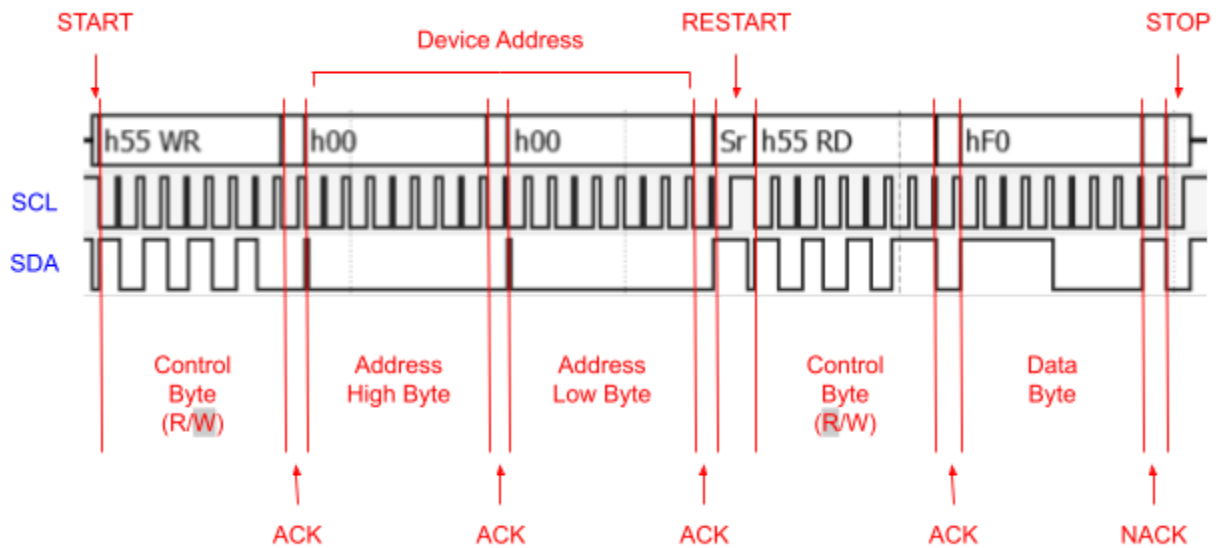 START
RESTART
STOP
Device Address
h55 WR
h00
h00
Sr
h55 RD
hF0
SCL
SDA
Control
Byte
(R/W)
Address
High Byte
Address
Low Byte
Control
Byte
(R/W)
Data
Byte
ACK
ACK
ACK
ACK
NACK